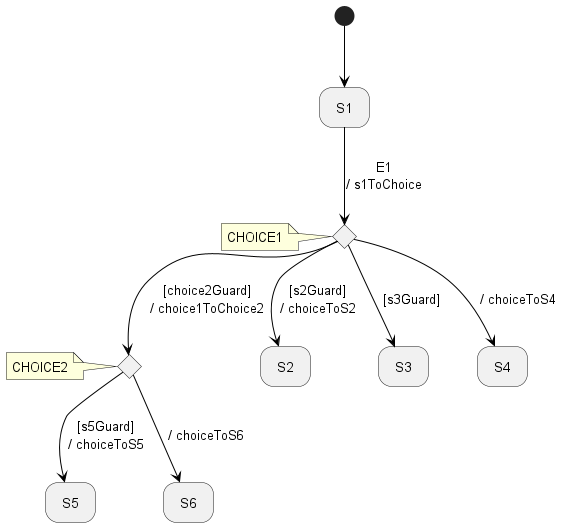 S1
E1
/ s1ToChoice
CHOICE1
[choice2Guard]
/ choice1ToChoice2
[s2Guard]
/ choiceToS2
[s3Guard]
/ choiceToS4
CHOICE2
S2
S3
S4
[s5Guard]
/ choiceToS5
/ choiceToS6
S5
S6